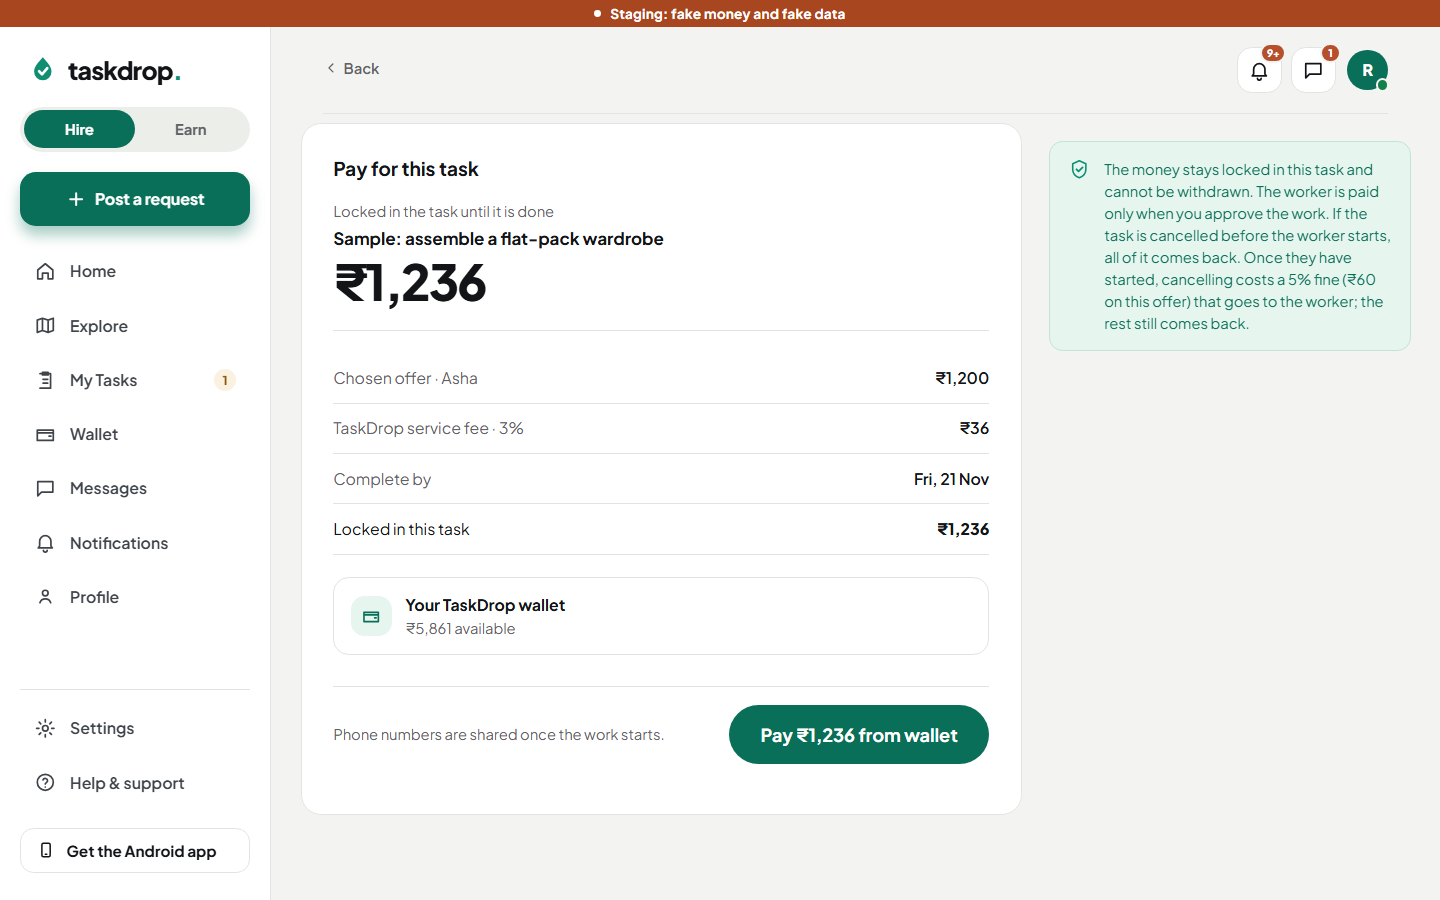 Staging: fake money and fake data
taskdrop.
Hire
Earn
Post a request
Home
Explore
My Tasks
1
Wallet
Messages
Notifications
Profile
Settings
Help & support
Get the Android app
Back
9+
1
R
Pay for this task
Locked in the task until it is done
Sample: assemble a flat-pack wardrobe
₹1,236
Chosen offer · Asha
₹1,200
TaskDrop service fee · 3%
₹36
Complete by
Fri, 21 Nov
Locked in this task
₹1,236
Your TaskDrop wallet
₹5,861 available
Phone numbers are shared once the work starts.
Pay ₹1,236 from wallet
The money stays locked in this task and
cannot be withdrawn. The worker is paid
only when you approve the work. If the
task is cancelled before the worker starts,
all of it comes back. Once they have
started, cancelling costs a 5% fine (₹60
on this offer) that goes to the worker; the
rest still comes back.